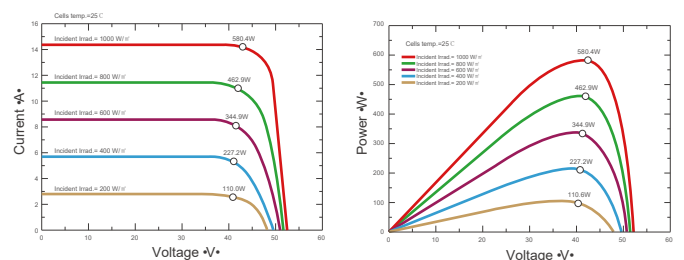 Cells temp.=25℃
Incident Irrad.= 1000 W/㎡
580.4W
Incident Irrad.= 800 W/㎡
462.9W
Incident Irrad.= 600 W/㎡
344.9W
Incident Irrad.= 400 W/㎡
227.2W
Incident Irrad.= 200 W/㎡
110.0W
16
14
12
10
8
6
4
2
0
0
10
20
30
40
50
60
Current •A•
Voltage •V•
Cells temp.=25℃
Incident Irrad.= 1000 W/㎡
Incident Irrad.= 800 W/㎡
Incident Irrad.= 600 W/㎡
Incident Irrad.= 400 W/㎡
Incident Irrad.= 200 W/㎡
580.4W
462.9W
344.9W
227.2W
110.6W
700
600
500
400
300
200
100
0
0
10
20
30
40
50
60
Power •W•
Voltage •V•